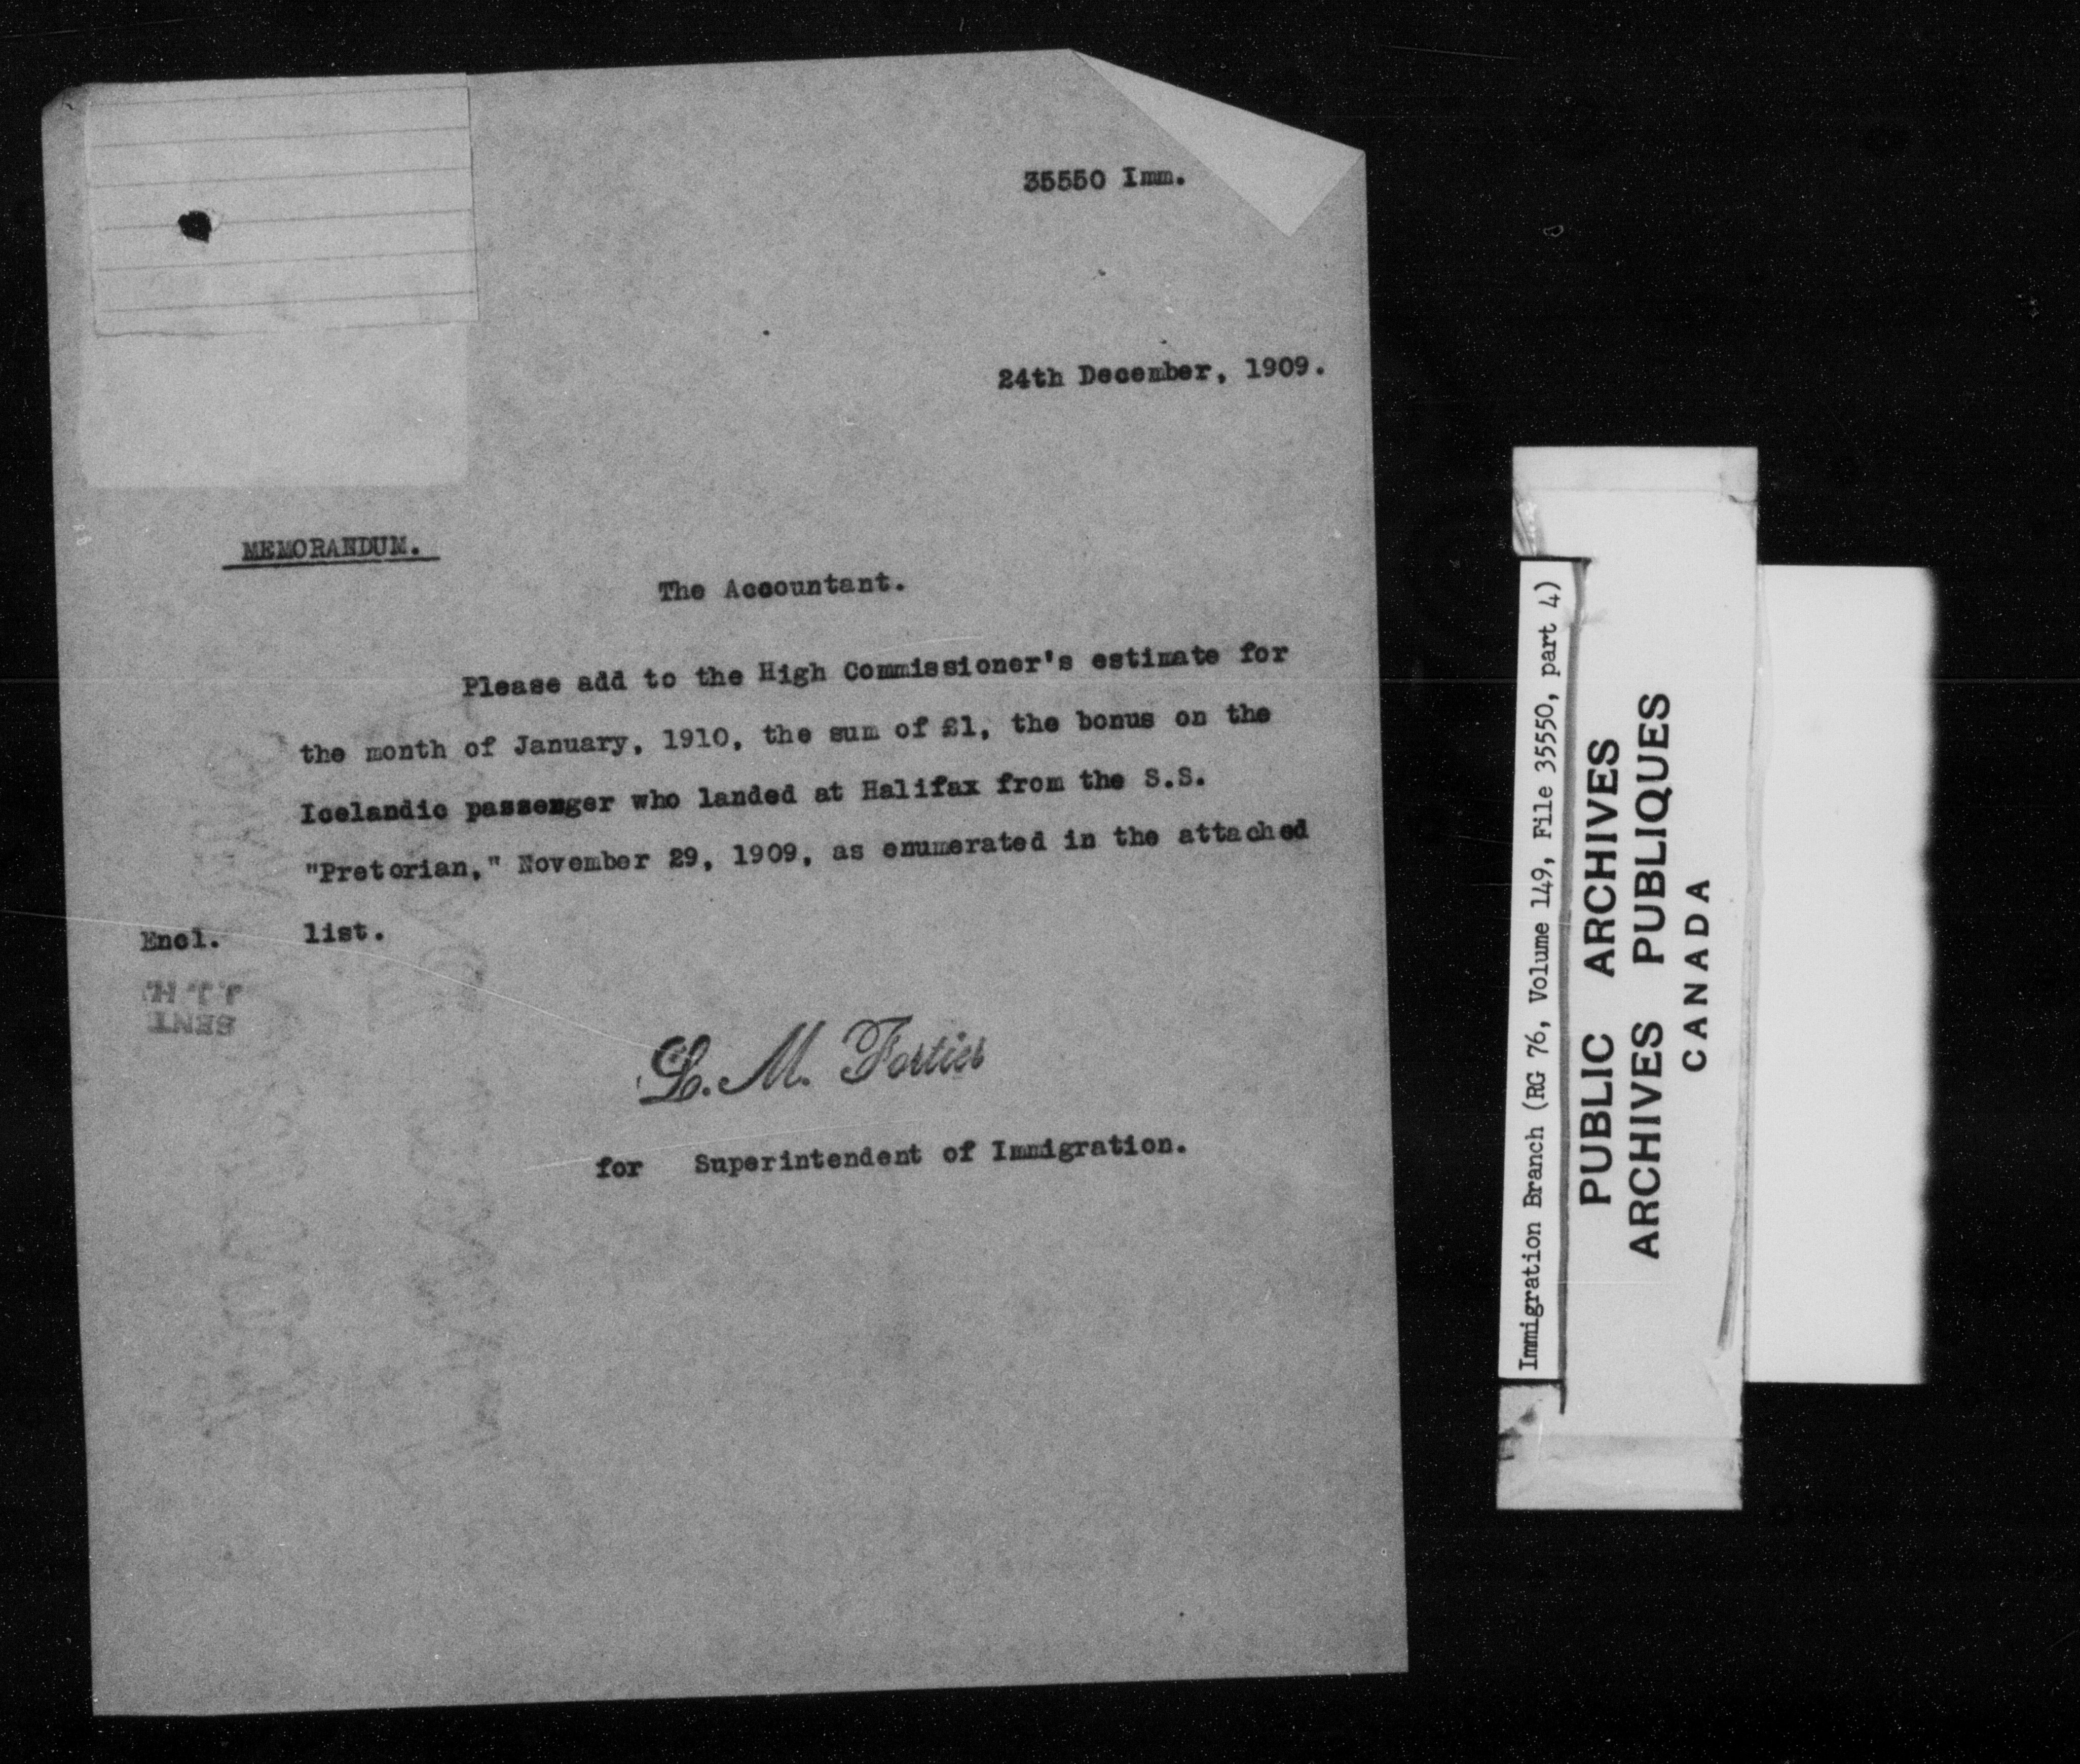 35550 Imm.
24th December, 1909.
MEMORANDUM.
The Accountant.
Please add to the High Commissioner's estimate for
the month of January, 1910, the sum of £1, the bonus on the
Icelandic passenger who landed at Halifax from the S.S.
"Pretorian," November 29, 1909, as enumerated in the attached
Encl. list.
SENT
L. M. Fortier
for Superintendent of Immigration.
Immigration Branch (RG 76, Volume 149, File 35550, part 4)
PUBLIC ARCHIVES
ARCHIVES PUBLIQUES
CANADA